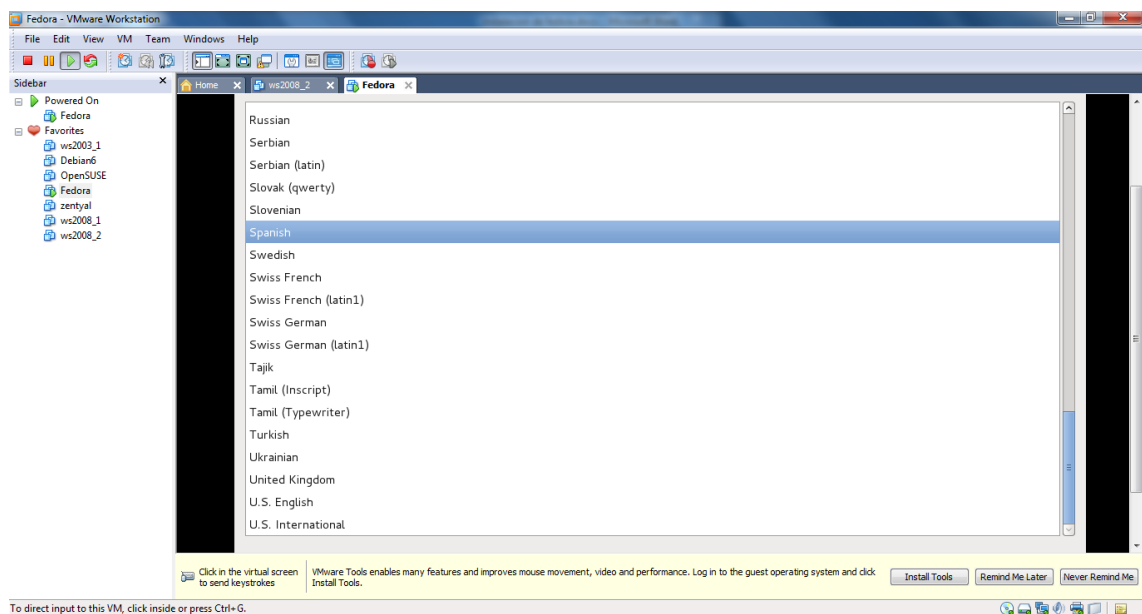 Fedora - VMware Workstation
File Edit View VM Team Windows Help
Sidebar
Home ws2008_2 Fedora
Powered On
Fedora
Favorites
ws2003_1
Debian6
OpenSUSE
Fedora
zentyal
ws2008_1
ws2008_2
Russian
Serbian
Serbian (latin)
Slovak (qwerty)
Slovenian
Spanish
Swedish
Swiss French
Swiss French (latin1)
Swiss German
Swiss German (latin1)
Tajik
Tamil (Inscript)
Tamil (Typewriter)
Turkish
Ukrainian
United Kingdom
U.S. English
U.S. International
Click in the virtual screen
to send keystrokes
VMware Tools enables many features and improves mouse movement, video and performance. Log in to the guest operating system and click
Install Tools.
Install Tools Remind Me Later Never Remind Me
To direct input to this VM, click inside or press Ctrl+G.